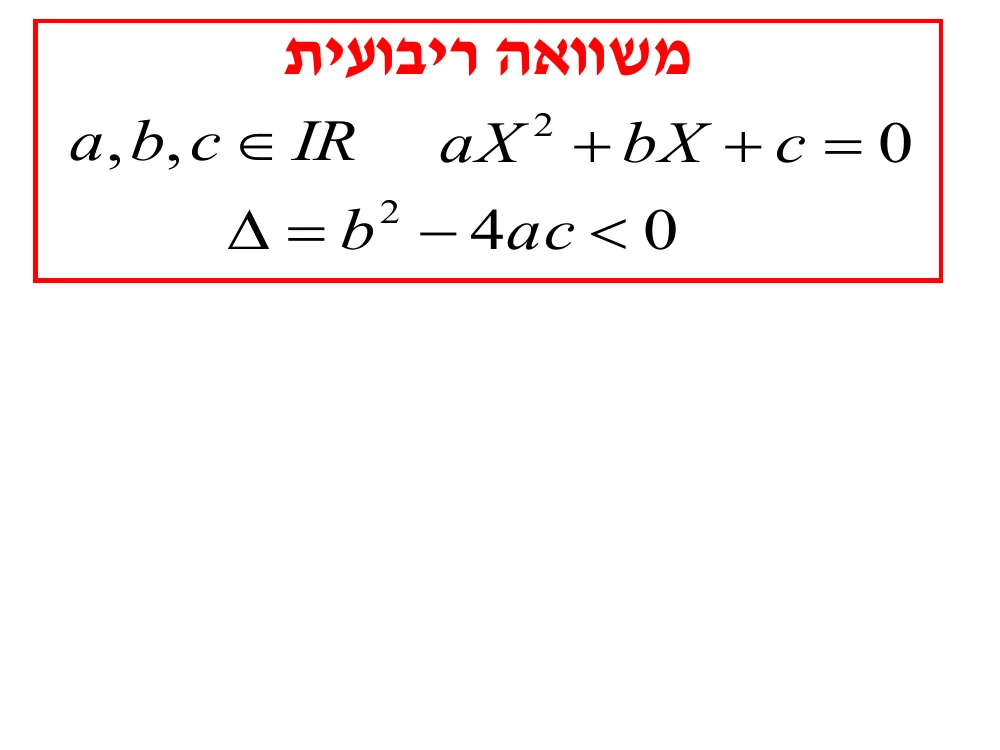 משוואה ריבועית
a,b,c ∈ IR aX² + bX + c = 0
Δ = b² − 4ac < 0